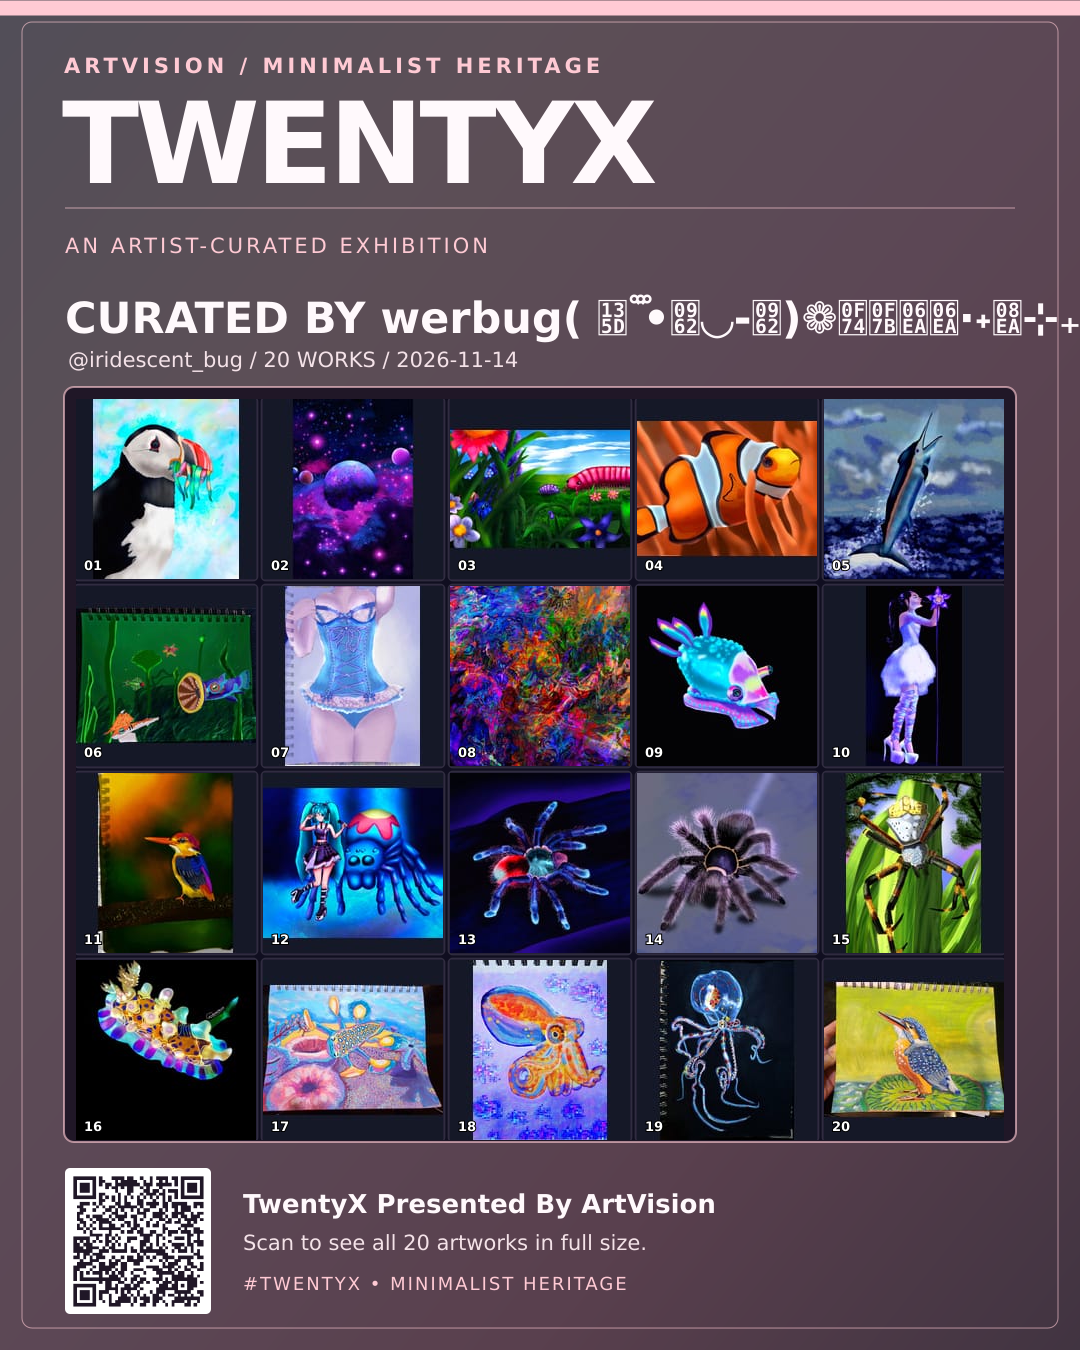 ARTVISION / MINIMALIST HERITAGE
TWENTYX
AN ARTIST-CURATED EXHIBITION
CURATED BY werbug(
@iridescent_bug / 20 WORKS / 2026-11-14
01
02
03
04
05
06
07
08
09
10
11
12
13
14
15
16
17
18
19
20
TwentyX Presented By ArtVision
Scan to see all 20 artworks in full size.
#TWENTYX • MINIMALIST HERITAGE